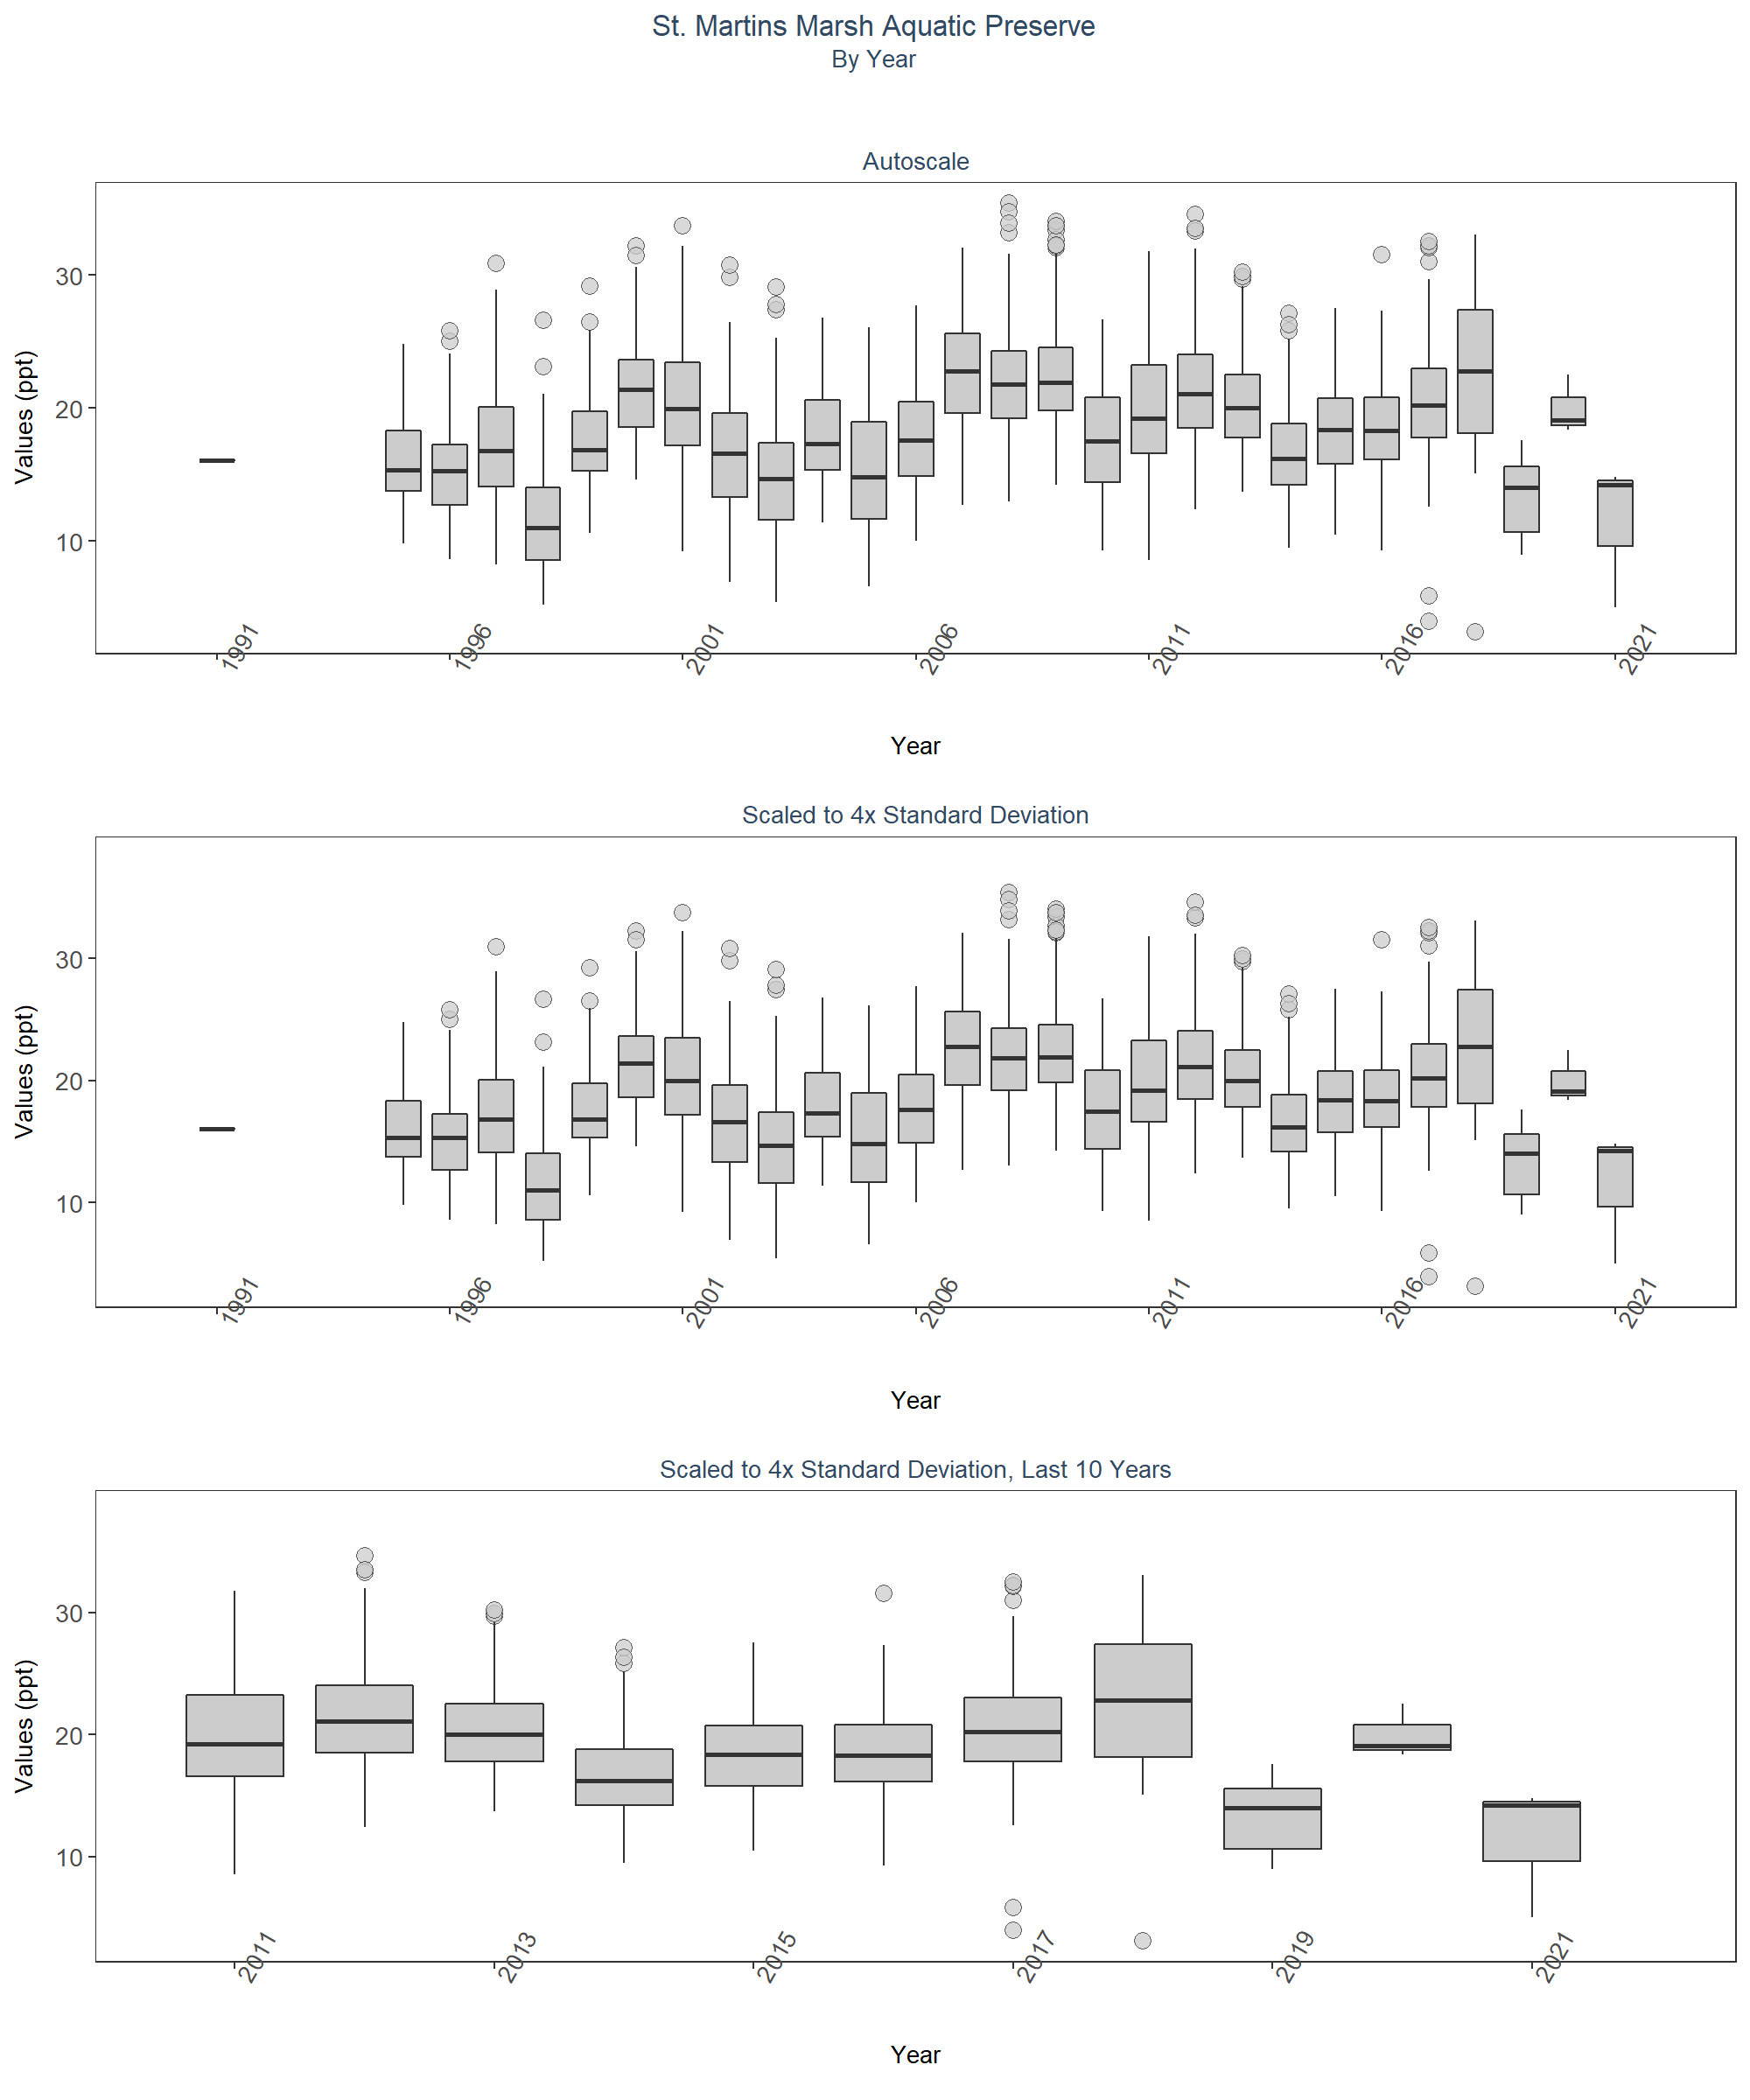 St. Martins Marsh Aquatic Preserve
By Year
Autoscale
Values (ppt)
30
20
10
1991 1996 2001 2006 2011 2016 2021
Year
Scaled to 4x Standard Deviation
Values (ppt)
30
20
10
1991 1996 2001 2006 2011 2016 2021
Year
Scaled to 4x Standard Deviation, Last 10 Years
Values (ppt)
30
20
10
2011 2013 2015 2017 2019 2021
Year